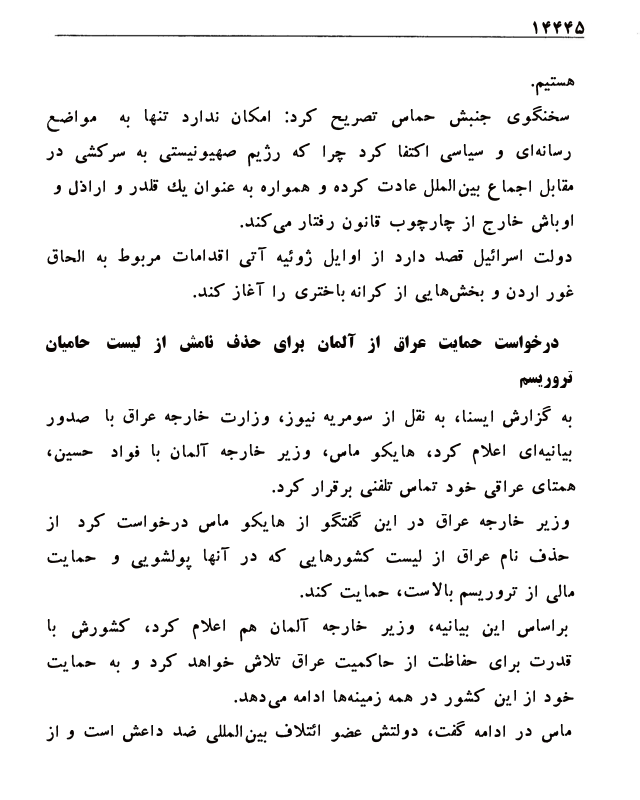 ۱۴۴۴۵
هستیم.
سخنگوی جنبش حماس تصریح کرد: امکان ندارد تنها به مواضع
رسانه‌ای و سیاسی اکتفا کرد چرا که رژیم صهیونیستی به سرکشی در
مقابل اجماع بین‌الملل عادت کرده و همواره به عنوان یك قلدر و اراذل و
اوباش خارج از چارچوب قانون رفتار می‌کند.
دولت اسرائیل قصد دارد از اوایل ژوئیه آتی اقدامات مربوط به الحاق
غور اردن و بخش‌هایی از کرانه باختری را آغاز کند.
درخواست حمایت عراق از آلمان برای حذف نامش از لیست حامیان
تروریسم
به گزارش ایسنا، به نقل از سومریه نیوز، وزارت خارجه عراق با صدور
بیانیه‌ای اعلام کرد، هایکو ماس، وزیر خارجه آلمان با فواد حسین،
همتای عراقی خود تماس تلفنی برقرار کرد.
وزیر خارجه عراق در این گفتگو از هایکو ماس درخواست کرد از
حذف نام عراق از لیست کشورهایی که در آنها پولشویی و حمایت
مالی از تروریسم بالاست، حمایت کند.
براساس این بیانیه، وزیر خارجه آلمان هم اعلام کرد، کشورش با
قدرت برای حفاظت از حاکمیت عراق تلاش خواهد کرد و به حمایت
خود از این کشور در همه زمینه‌ها ادامه می‌دهد.
ماس در ادامه گفت، دولتش عضو ائتلاف بین‌المللی ضد داعش است و از